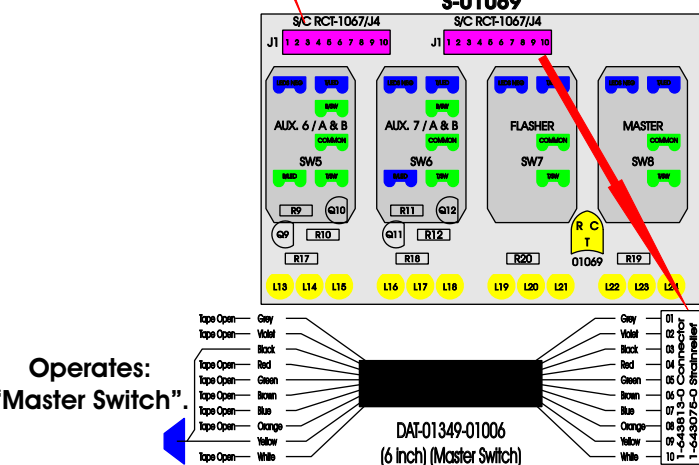 S-01069
S/C RCT-1067/J4
S/C RCT-1067/J4
J1 1 2 3 4 5 6 7 8 9 10
J1 1 2 3 4 5 6 7 8 9 10
AUX. 6 / A & B
COMMON
SW5
AUX. 7 / A & B
COMMON
SW6
FLASHER
COMMON
SW7
MASTER
COMMON
SW8
R9
Q10
R11
Q12
Q9
R10
Q11
R12
R C T
01069
R17
R18
R20
R19
L13 L14 L15
L16 L17 L18
L19 L20 L21
L22 L23 L24
Tape Open Grey
Tape Open Violet
Black
Tape Open Red
Tape Open Green
Tape Open Brown
Tape Open Blue
Tape Open Orange
Yellow
Tape Open White
Operates:
"Master Switch".
DAT-01349-01006
(6 inch) (Master Switch)
Grey 01
Violet 02
Black 03
Red 04
Green 05
Brown 06
Blue 07
Orange 08
Yellow 09
White 10
1-643813-0 Connector
1-643075-0 Strainrelief